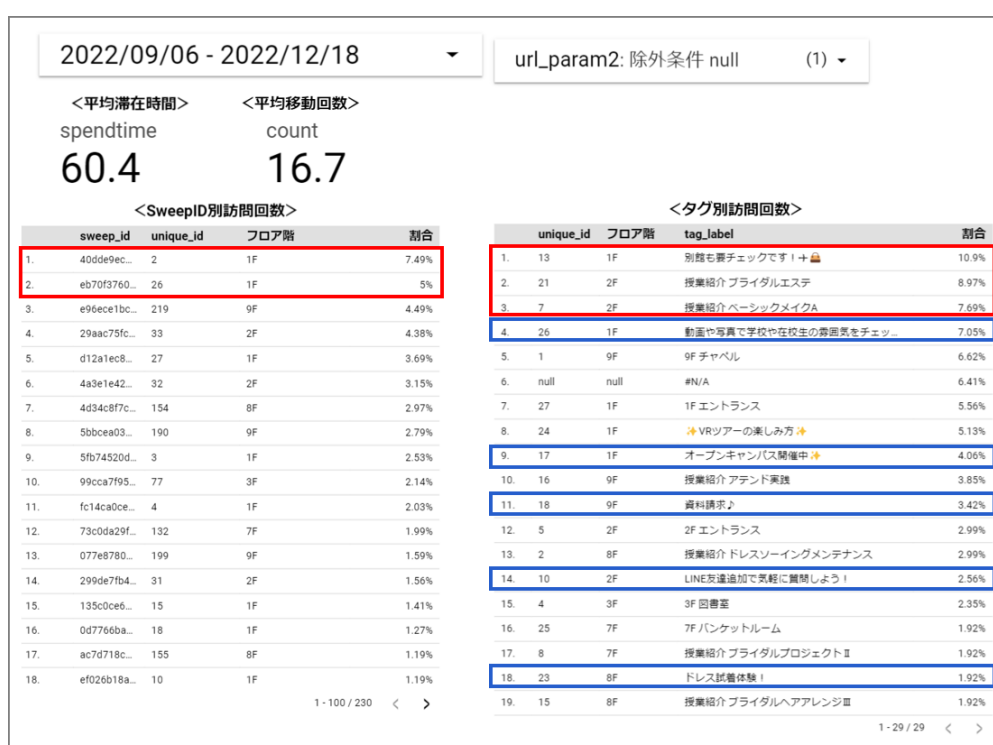 2022/09/06 - 2022/12/18
url_param2: 除外条件 null (1)
＜平均滞在時間＞ ＜平均移動回数＞
spendtime count
60.4 16.7
＜SweepID別訪問回数＞
sweep_id unique_id フロア階 割合
1. 40dde9ec... 2 1F 7.49%
2. eb70f3760... 26 1F 5%
3. e96ece1bc... 219 9F 4.49%
4. 29aac75fc... 33 2F 4.38%
5. d12a1ec8... 27 1F 3.69%
6. 4a3e1e42... 32 2F 3.15%
7. 4d34c8f7c... 154 8F 2.97%
8. 5bbcea03... 190 9F 2.79%
9. 5fb74520d... 3 1F 2.53%
10. 99cca7f95... 77 3F 2.14%
11. fc14ca0ce... 4 1F 2.03%
12. 73c0da29f... 132 7F 1.99%
13. 077e8780... 199 9F 1.59%
14. 299de7fb4... 31 2F 1.56%
15. 135c0ce6... 15 1F 1.41%
16. 0d7766ba... 18 1F 1.27%
17. ac7d718c... 155 8F 1.19%
18. ef026b18a... 10 1F 1.19%
1 - 100 / 230 < >
＜タグ別訪問回数＞
unique_id フロア階 tag_label 割合
1. 13 1F 別館も要チェックです！＋👜 10.9%
2. 21 2F 授業紹介 ブライダルエステ 8.97%
3. 7 2F 授業紹介 ベーシックメイクA 7.69%
4. 26 1F 動画や写真で学校や在校生の雰囲気をチェッ... 7.05%
5. 1 9F 9F チャペル 6.62%
6. null null #N/A 6.41%
7. 27 1F 1F エントランス 5.56%
8. 24 1F ✨VRツアーの楽しみ方✨ 5.13%
9. 17 1F オープンキャンパス開催中✨ 4.06%
10. 16 9F 授業紹介 アテンド実践 3.85%
11. 18 9F 資料請求♪ 3.42%
12. 5 2F 2F エントランス 2.99%
13. 2 8F 授業紹介 ドレスソーイングメンテナンス 2.99%
14. 10 2F LINE友達追加で気軽に質問しよう！ 2.56%
15. 4 3F 3F 図書室 2.35%
16. 25 7F 7F バンケットルーム 1.92%
17. 8 7F 授業紹介 ブライダルプロジェクトⅡ 1.92%
18. 23 8F ドレス試着体験！ 1.92%
19. 15 8F 授業紹介 ブライダルヘアアレンジⅢ 1.92%
1 - 29 / 29 < >